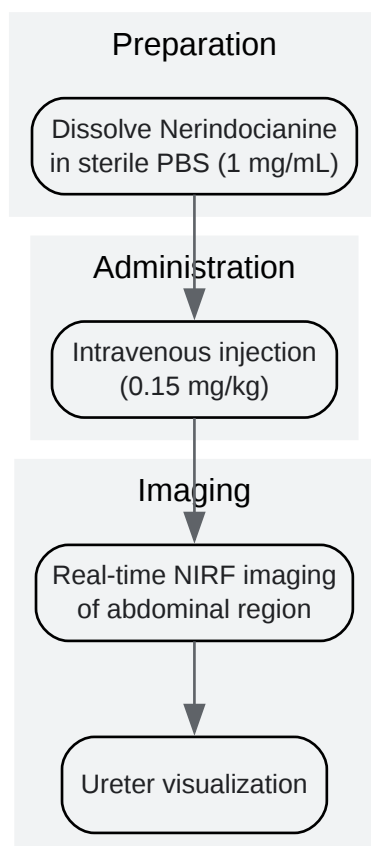 Preparation
Dissolve Nerindocianine
in sterile PBS (1 mg/mL)
Administration
Intravenous injection
(0.15 mg/kg)
Imaging
Real-time NIRF imaging
of abdominal region
Ureter visualization